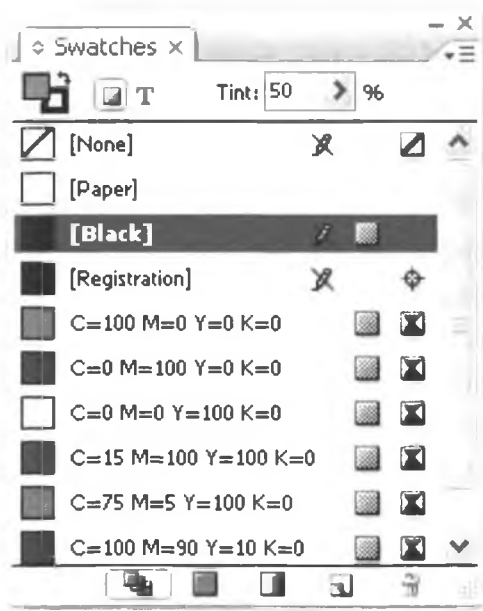 Swatches
T Tint: 50 %
[None]
[Paper]
[Black]
[Registration]
C=100 M=0 Y=0 K=0
C=0 M=100 Y=0 K=0
C=0 M=0 Y=100 K=0
C=15 M=100 Y=100 K=0
C=75 M=5 Y=100 K=0
C=100 M=90 Y=10 K=0